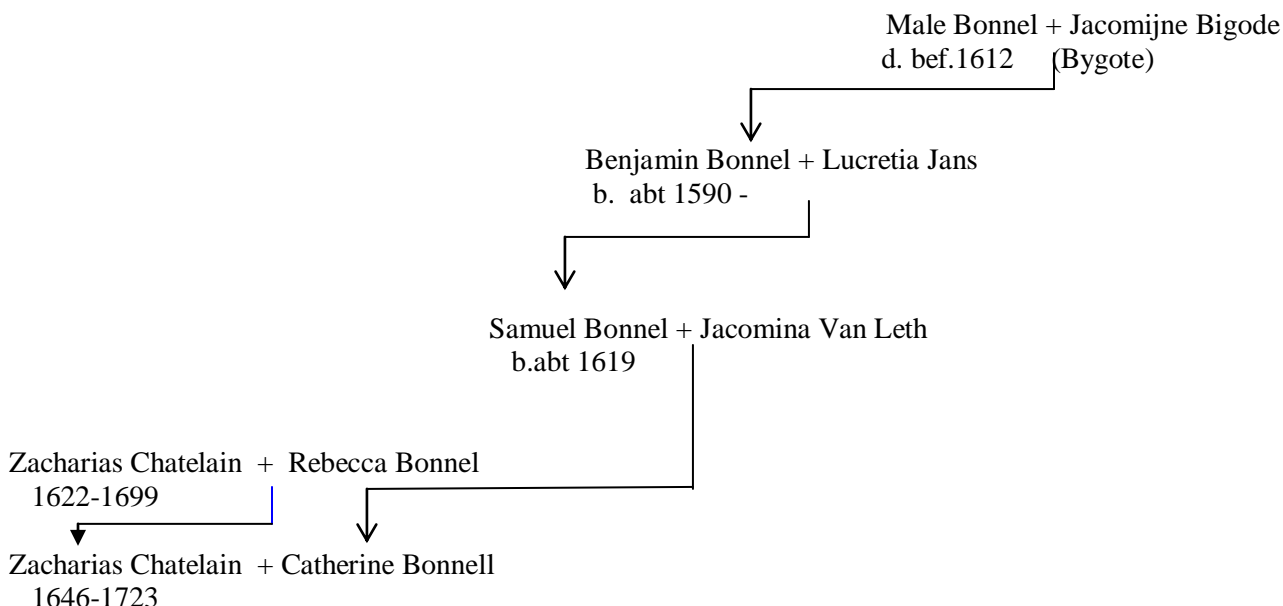 Male Bonnel + Jacomijne Bigode
d. bef.1612 (Bygote)
Benjamin Bonnel + Lucretia Jans
b. abt 1590 -
Samuel Bonnel + Jacomina Van Leth
b.abt 1619
Zacharias Chatelain + Rebecca Bonnel
1622-1699
Zacharias Chatelain + Catherine Bonnell
1646-1723